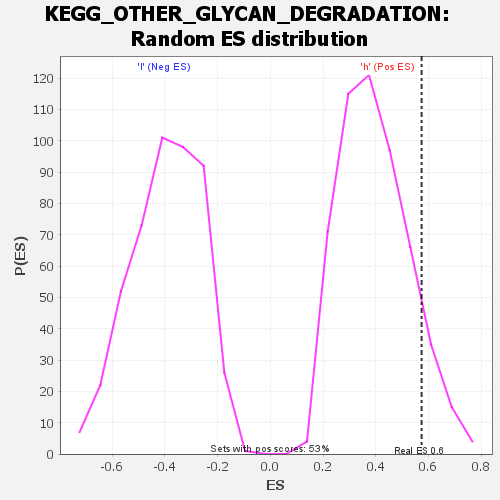 KEGG_OTHER_GLYCAN_DEGRADATION:
Random ES distribution
'l' (Neg ES)
'h' (Pos ES)
120
110
100
90
80
70
60
50
40
30
20
10
0
P(ES)
Sets with pos scores: 53%
Real ES 0.6
-0.6 -0.4 -0.2 0.0 0.2 0.4 0.6 0.8
ES